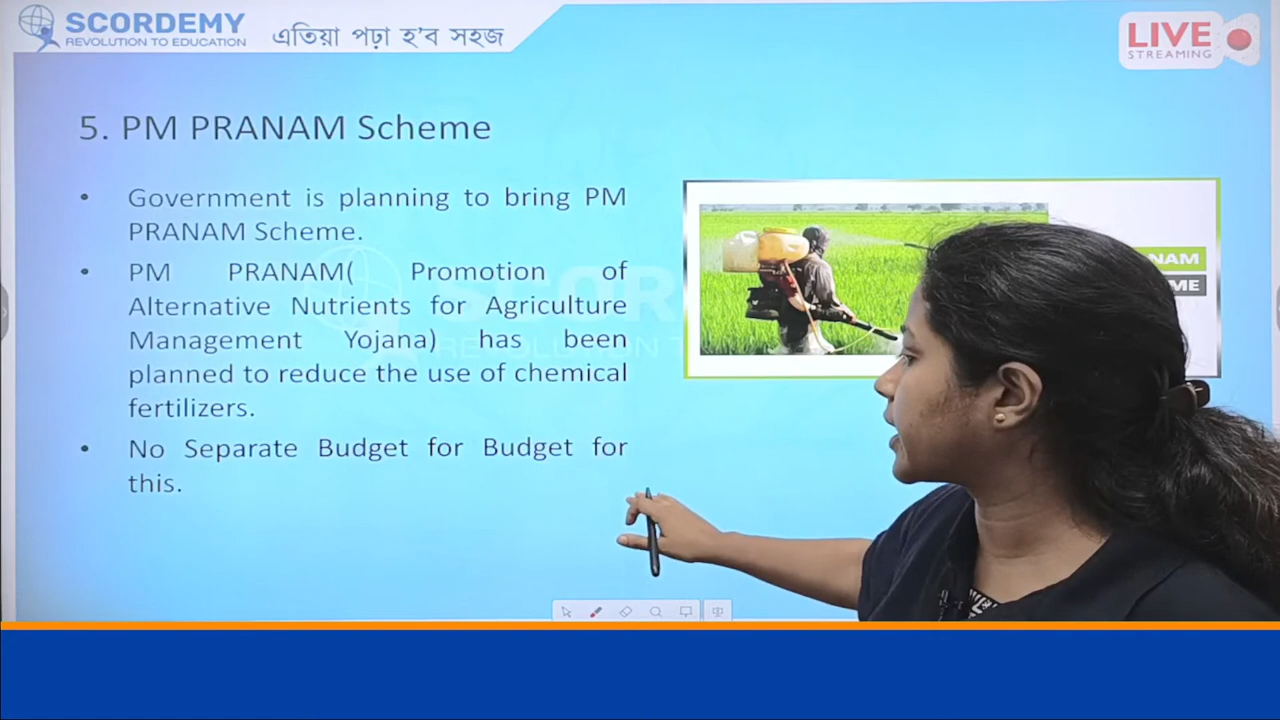 SCORDEMY
REVOLUTION TO EDUCATION
এতিয়া পঢ়া হ'ব সহজ
LIVE
STREAMING
5. PM PRANAM Scheme
• Government is planning to bring PM
PRANAM Scheme.
• PM PRANAM( Promotion of
Alternative Nutrients for Agriculture
Management Yojana) has been
planned to reduce the use of chemical
fertilizers.
• No Separate Budget for Budget for
this.
NAM
ME